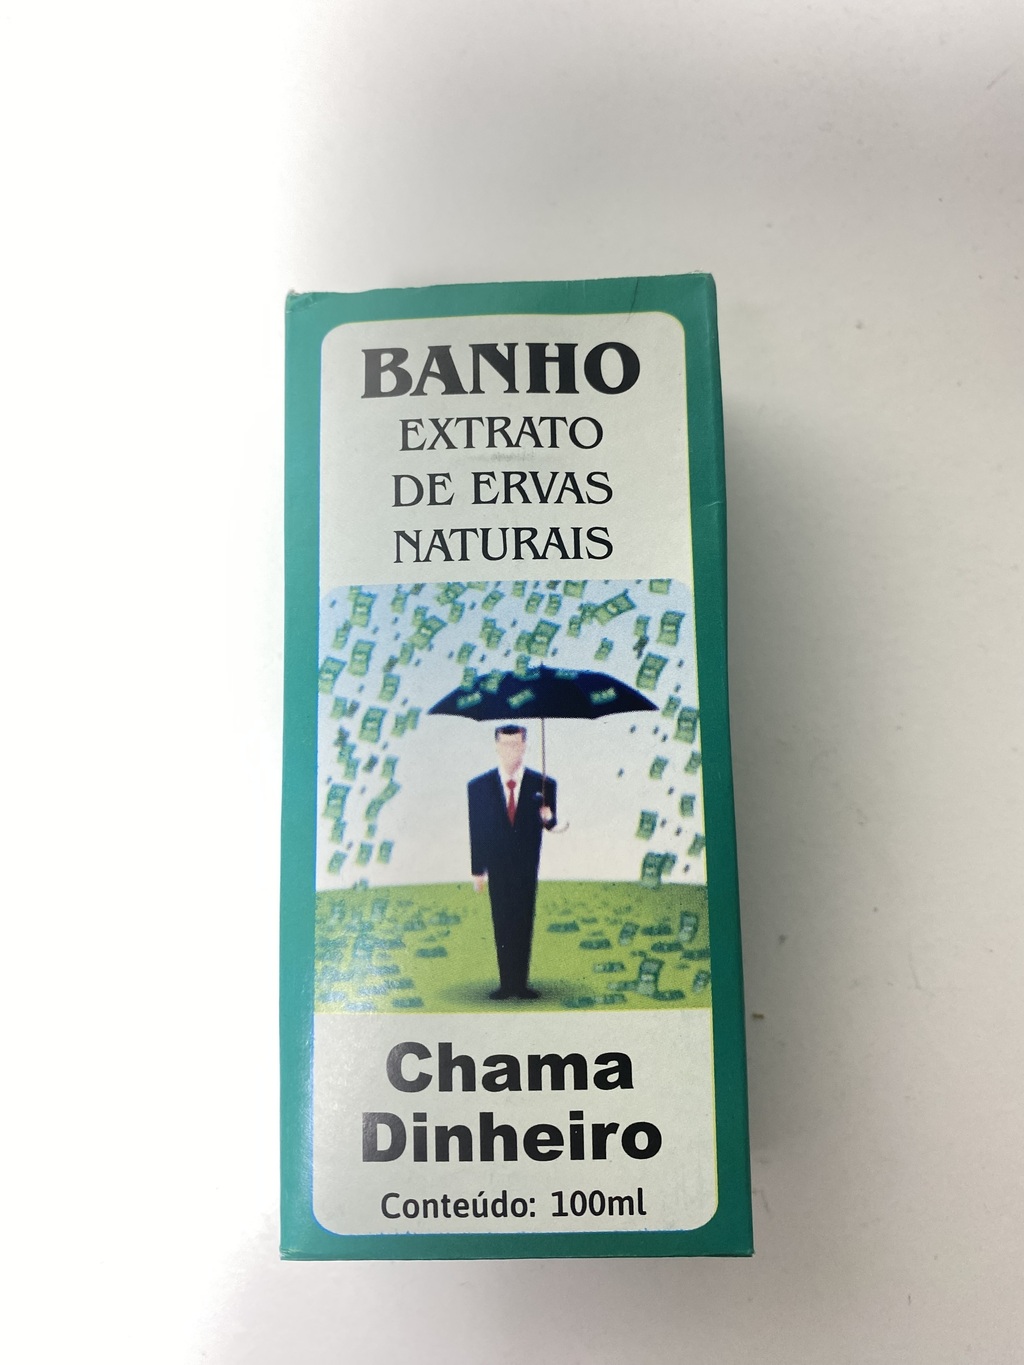 BANHO
EXTRATO
DE ERVAS
NATURAIS
Chama
Dinheiro
Conteúdo: 100ml